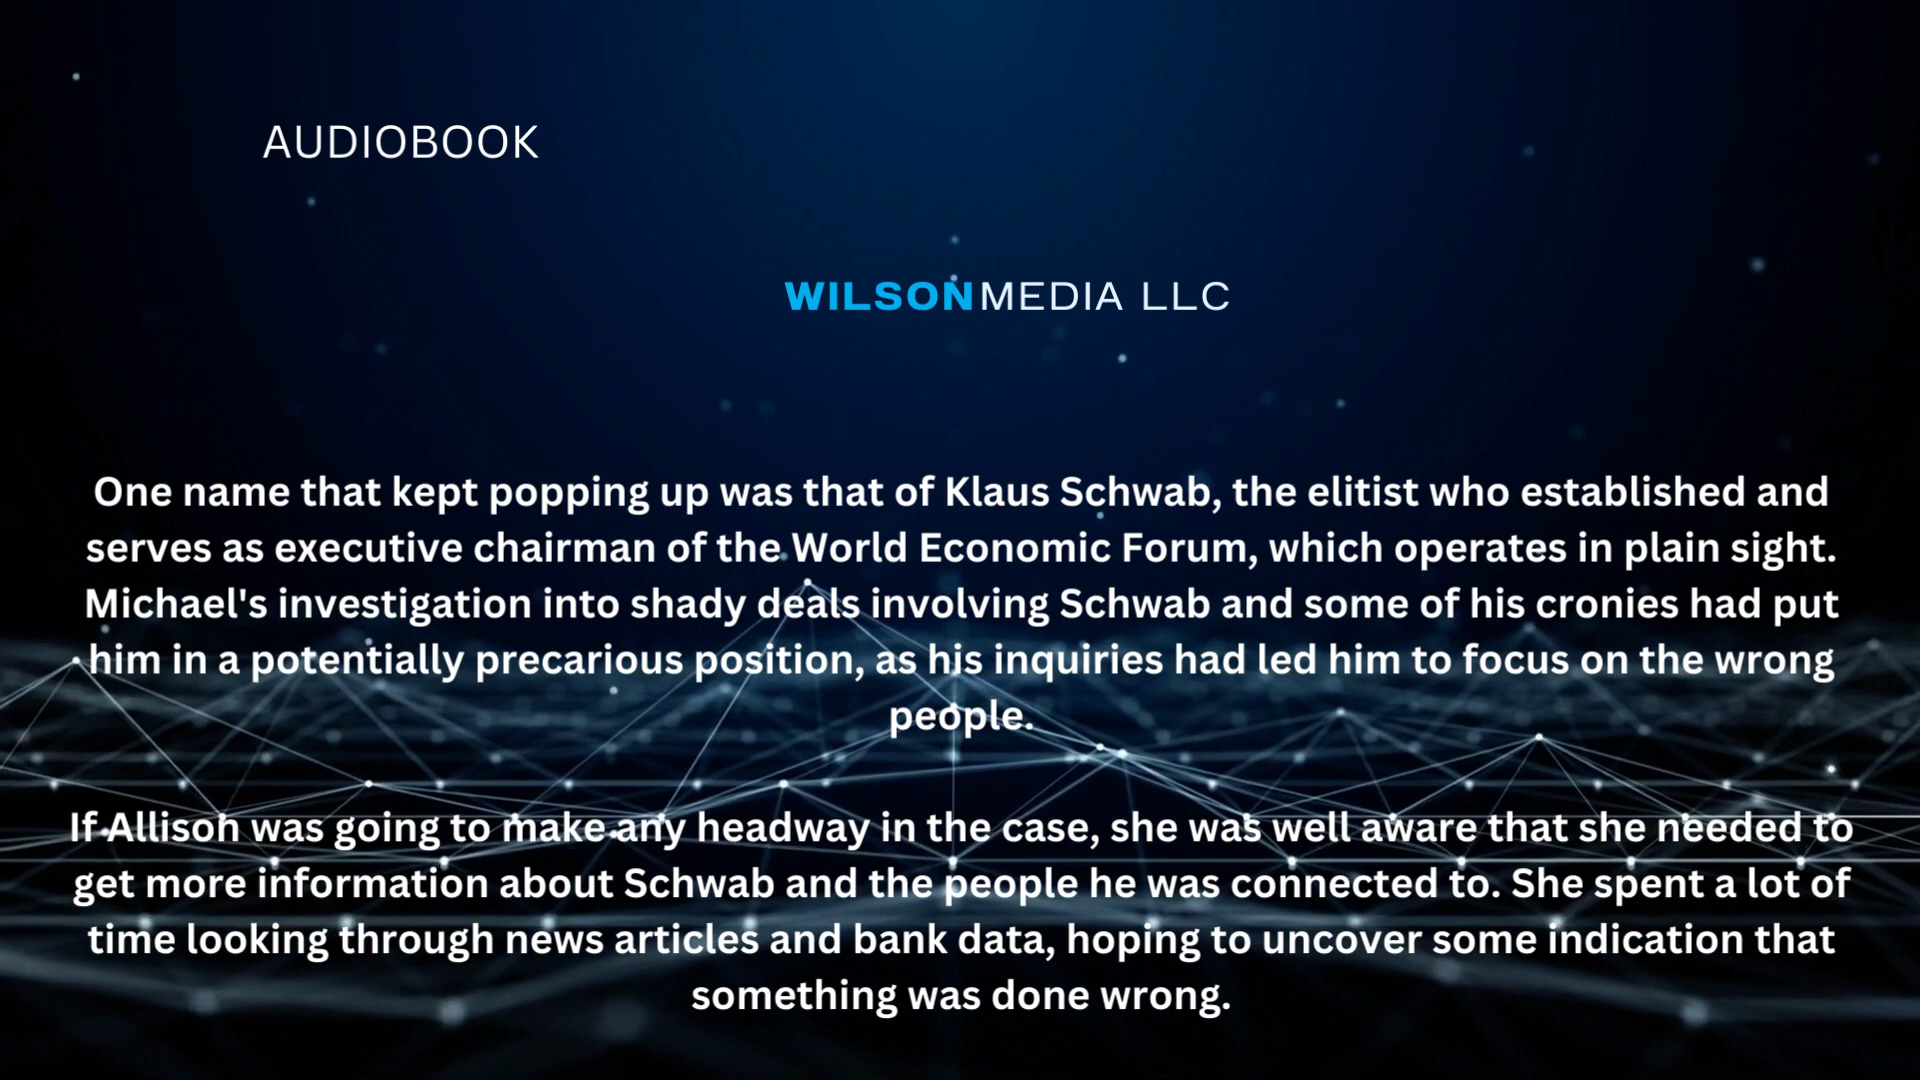 AUDIOBOOK
WILSONMEDIA LLC
One name that kept popping up was that of Klaus Schwab, the elitist who established and
serves as executive chairman of the World Economic Forum, which operates in plain sight.
Michael's investigation into shady deals involving Schwab and some of his cronies had put
him in a potentially precarious position, as his inquiries had led him to focus on the wrong
people.
If Allison was going to make any headway in the case, she was well aware that she needed to
get more information about Schwab and the people he was connected to. She spent a lot of
time looking through news articles and bank data, hoping to uncover some indication that
something was done wrong.